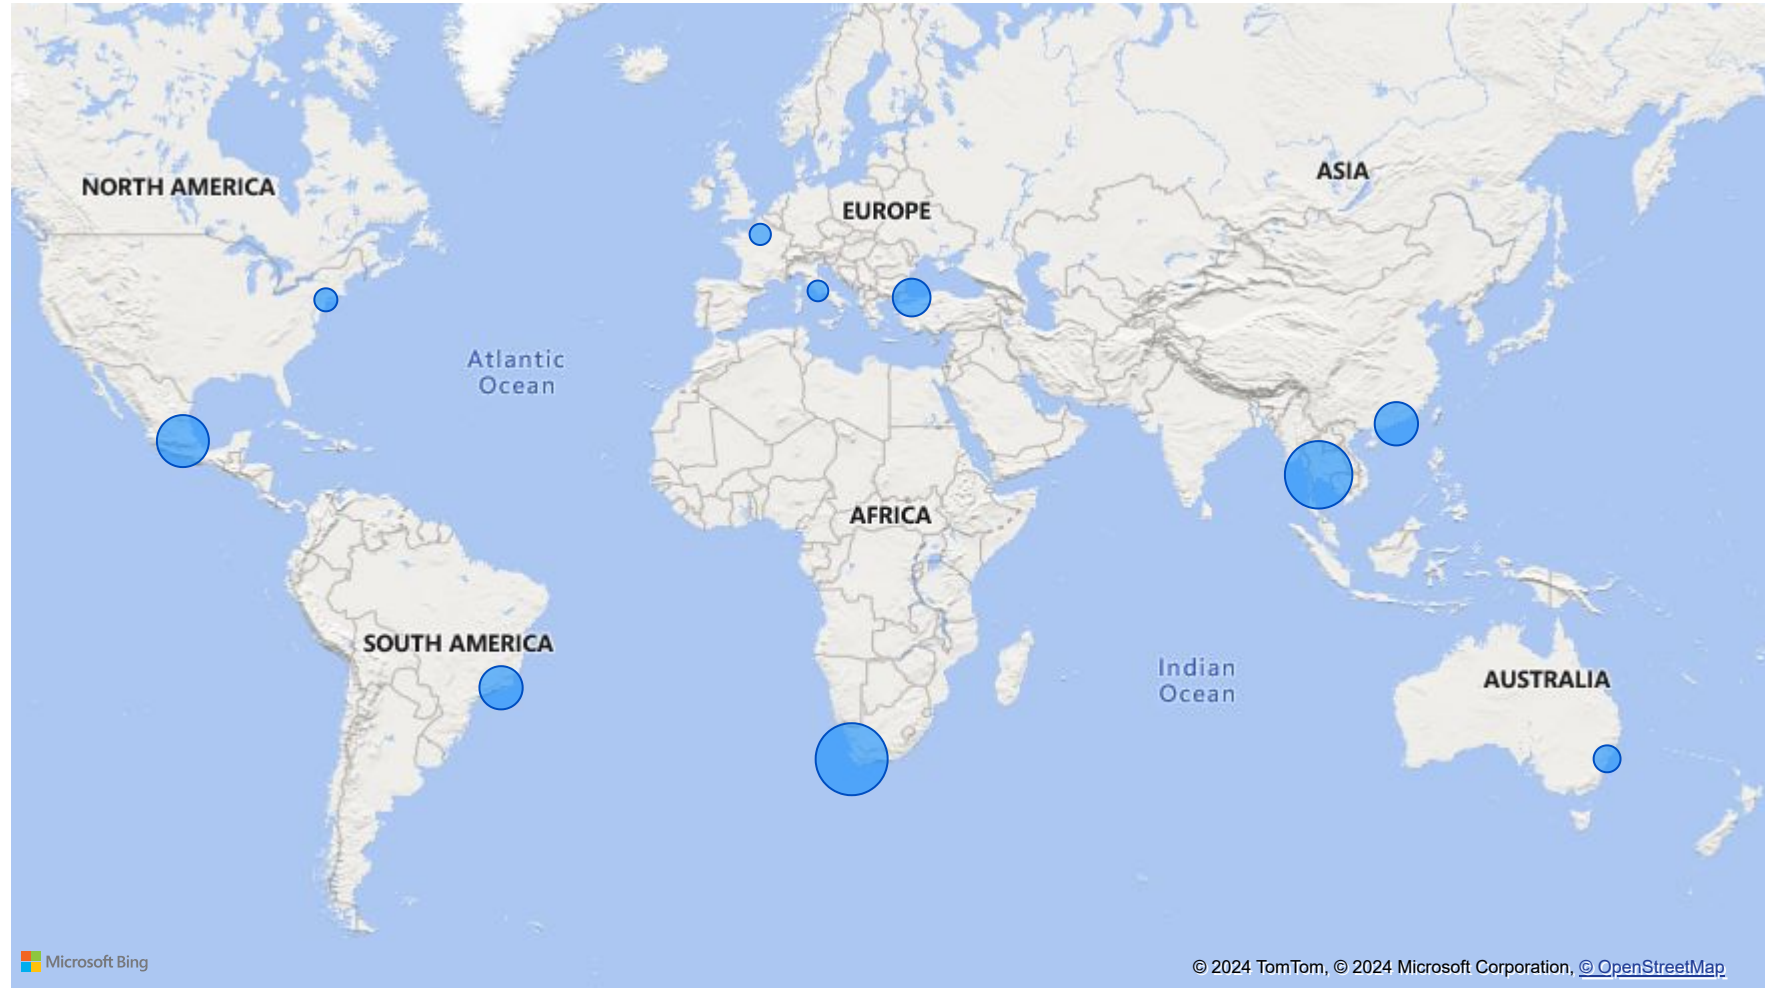 ASIA
NORTH AMERICA
EUROPE
Atlantic
Ocean
AFRICA
SOUTH AMERICA
Indian
Ocean
AUSTRALIA
Microsoft Bing
© 2024 TomTom, © 2024 Microsoft Corporation, © OpenStreetMap